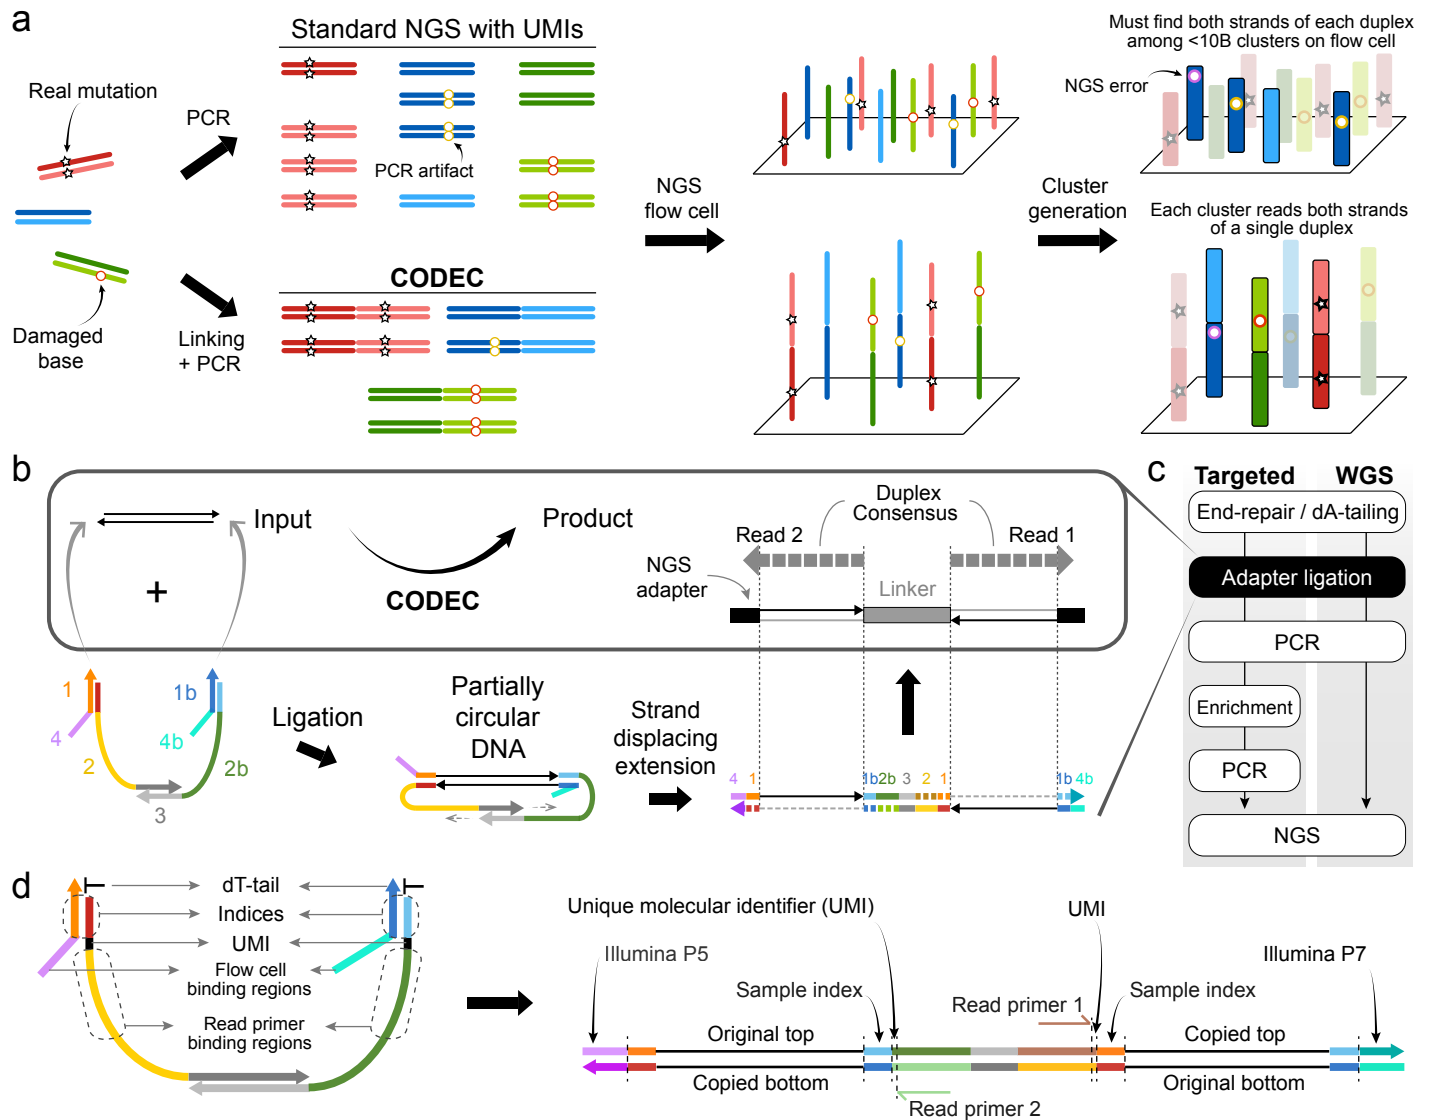 a
Standard NGS with UMIs
Real mutation
PCR
PCR artifact
Damaged
base
Linking
+ PCR
CODEC
NGS
flow cell
Cluster
generation
Must find both strands of each duplex
among <10B clusters on flow cell
NGS error
Each cluster reads both strands
of a single duplex
b
Input
+
CODEC
Product
Duplex
Consensus
Read 2
Read 1
NGS
adapter
Linker
1
1b
4
4b
2
2b
3
Ligation
Partially
circular
DNA
Strand
displacing
extension
4 1 1b 2b 3 2 1 1b 4b
c
Targeted WGS
End-repair / dA-tailing
Adapter ligation
PCR
Enrichment
PCR
NGS
d
dT-tail
Indices
UMI
Flow cell
binding regions
Read primer
binding regions
Unique molecular identifier (UMI)
UMI
Illumina P5
Illumina P7
Sample index
Read primer 1
Sample index
Original top
Copied top
Copied bottom
Original bottom
Read primer 2